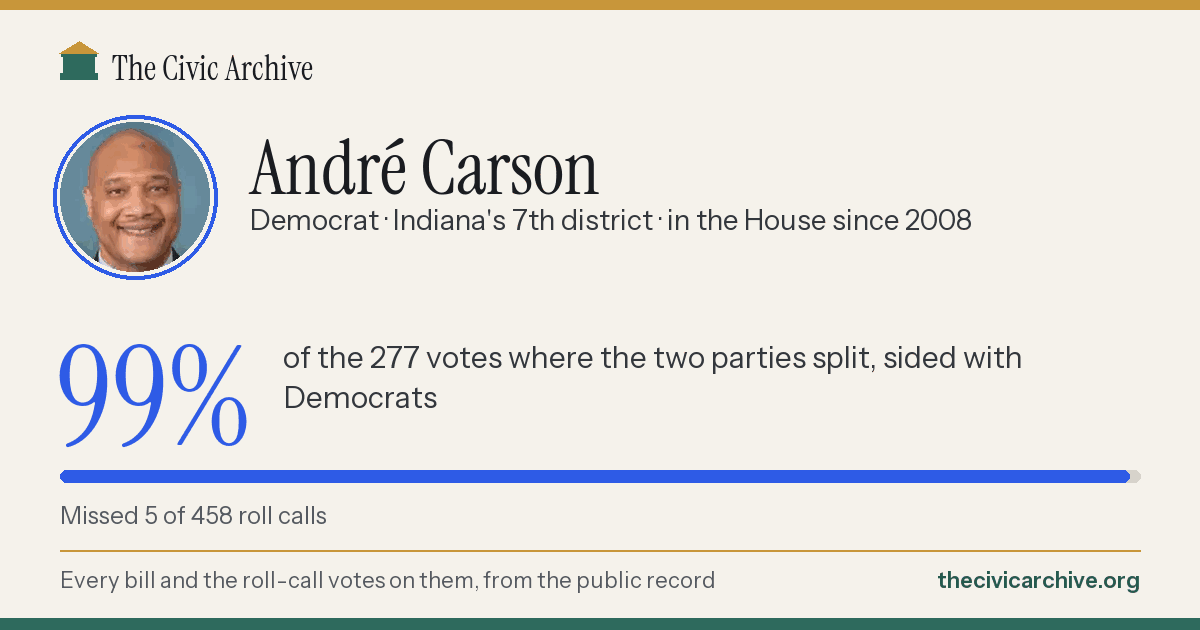 The Civic Archive
André Carson
Democrat · Indiana's 7th district · in the House since 2008
99%
of the 277 votes where the two parties split, sided with
Democrats
Missed 5 of 458 roll calls
Every bill and the roll-call votes on them, from the public record
thecivicarchive.org